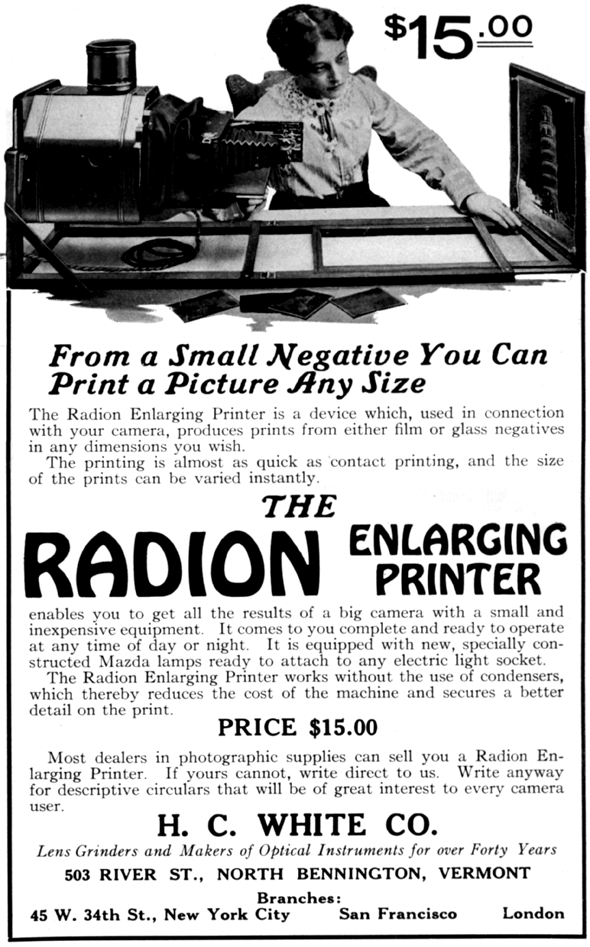 $15.00
From a Small Negative You Can
Print a Picture Any Size
The Radion Enlarging Printer is a device which, used in connection
with your camera, produces prints from either film or glass negatives
in any dimensions you wish.
The printing is almost as quick as contact printing, and the size
of the prints can be varied instantly.
THE
RADION ENLARGING
PRINTER
enables you to get all the results of a big camera with a small and
inexpensive equipment. It comes to you complete and ready to operate
at any time of day or night. It is equipped with new, specially con-
structed Mazda lamps ready to attach to any electric light socket.
The Radion Enlarging Printer works without the use of condensers,
which thereby reduces the cost of the machine and secures a better
detail on the print.
PRICE $15.00
Most dealers in photographic supplies can sell you a Radion En-
larging Printer. If yours cannot, write direct to us. Write anyway
for descriptive circulars that will be of great interest to every camera
user.
H. C. WHITE CO.
Lens Grinders and Makers of Optical Instruments for over Forty Years
503 RIVER ST., NORTH BENNINGTON, VERMONT
Branches:
45 W. 34th St., New York City San Francisco London